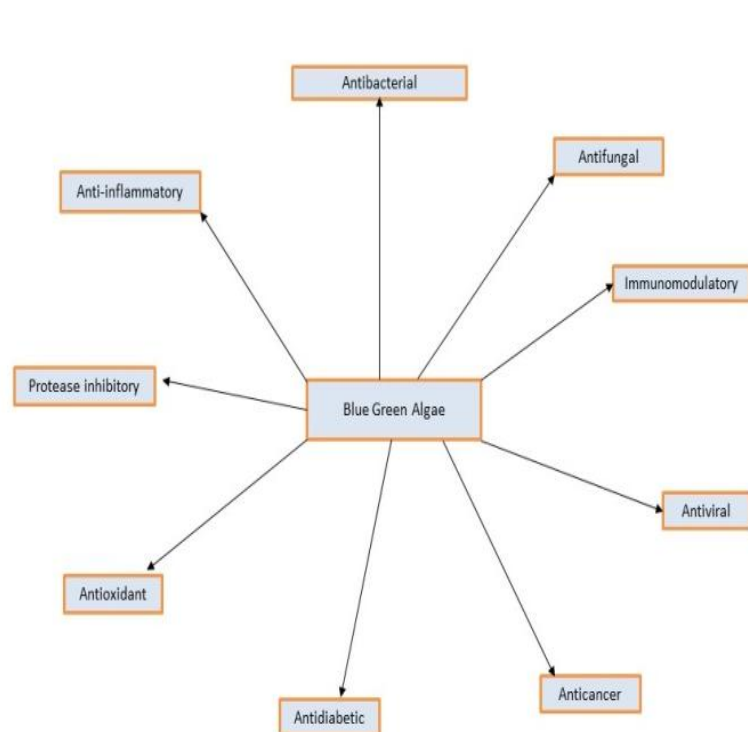 Antibacterial
Antifungal
Anti-inflammatory
Immunomodulatory
Protease inhibitory
Blue Green Algae
Antiviral
Antioxidant
Anticancer
Antidiabetic